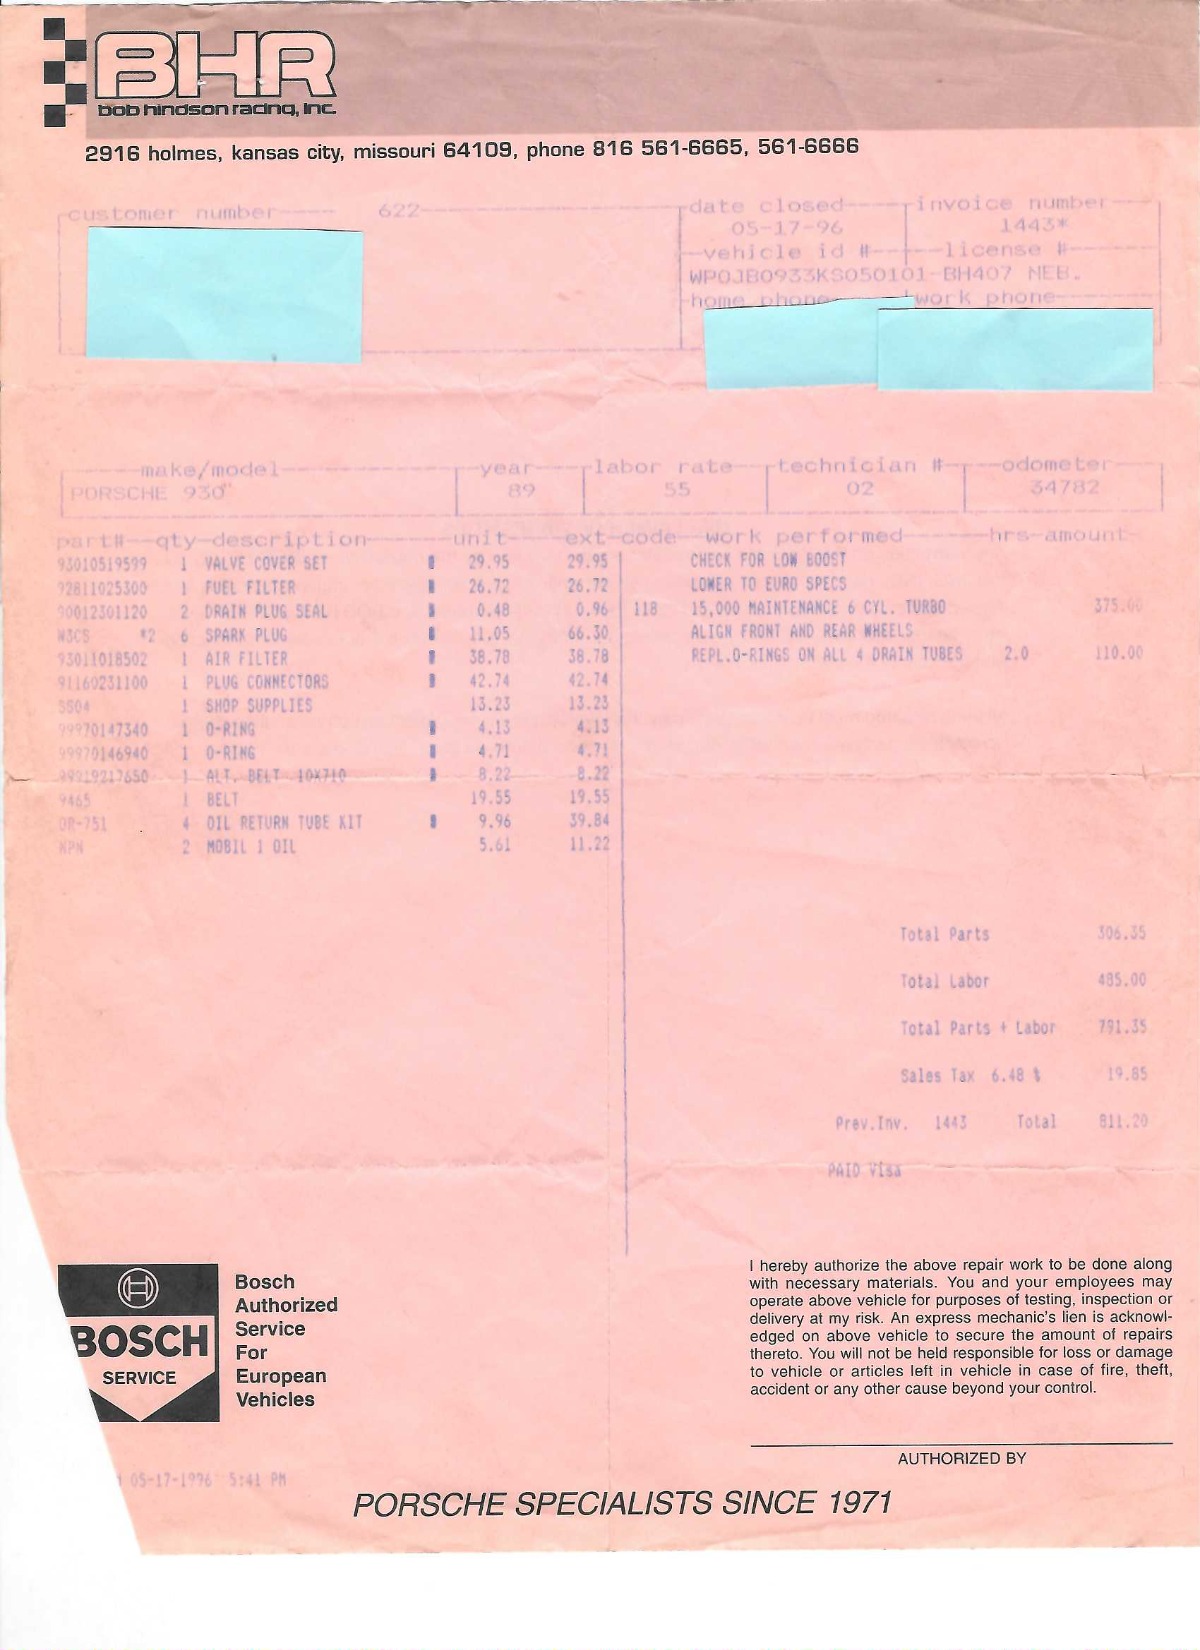 BHR
bob hindson racing, inc.
2916 holmes, kansas city, missouri 64109, phone 816 561-6665, 561-6666
customer number 622 date closed invoice number
05-17-96 1443*
vehicle id # license #
WP0JB0933KS050101 BH407 NEB.
home phone work phone
make/model year labor rate technician # odometer
PORSCHE 930 89 55 02 34782
part# qty description unit ext code work performed hrs amount
93010519599 1 VALVE COVER SET 29.95 29.95 CHECK FOR LOW BOOST
92811025300 1 FUEL FILTER 26.72 26.72 LOWER TO EURO SPECS
90012301120 2 DRAIN PLUG SEAL 0.48 0.96 118 15,000 MAINTENANCE 6 CYL. TURBO 375.00
W3CS *2 6 SPARK PLUG 11.05 66.30 ALIGN FRONT AND REAR WHEELS
93011018502 1 AIR FILTER 38.78 38.78 REPL.O-RINGS ON ALL 4 DRAIN TUBES 2.0 110.00
91160231100 1 PLUG CONNECTORS 42.74 42.74
SS04 1 SHOP SUPPLIES 13.23 13.23
99970147340 1 O-RING 4.13 4.13
99970146940 1 O-RING 4.71 4.71
99919217650 1 ALT. BELT 10X710 8.22 8.22
9465 1 BELT 19.55 19.55
OR-751 4 OIL RETURN TUBE KIT 9.96 39.84
NPN 2 MOBIL 1 OIL 5.61 11.22
Total Parts 306.35
Total Labor 485.00
Total Parts + Labor 791.35
Sales Tax 6.48 % 19.85
Prev.Inv. 1443 Total 811.20
PAID Visa
BOSCH
SERVICE
Bosch
Authorized
Service
For
European
Vehicles
I hereby authorize the above repair work to be done along
with necessary materials. You and your employees may
operate above vehicle for purposes of testing, inspection or
delivery at my risk. An express mechanic's lien is acknowl-
edged on above vehicle to secure the amount of repairs
thereto. You will not be held responsible for loss or damage
to vehicle or articles left in vehicle in case of fire, theft,
accident or any other cause beyond your control.
AUTHORIZED BY
05-17-1996 5:41 PM
PORSCHE SPECIALISTS SINCE 1971